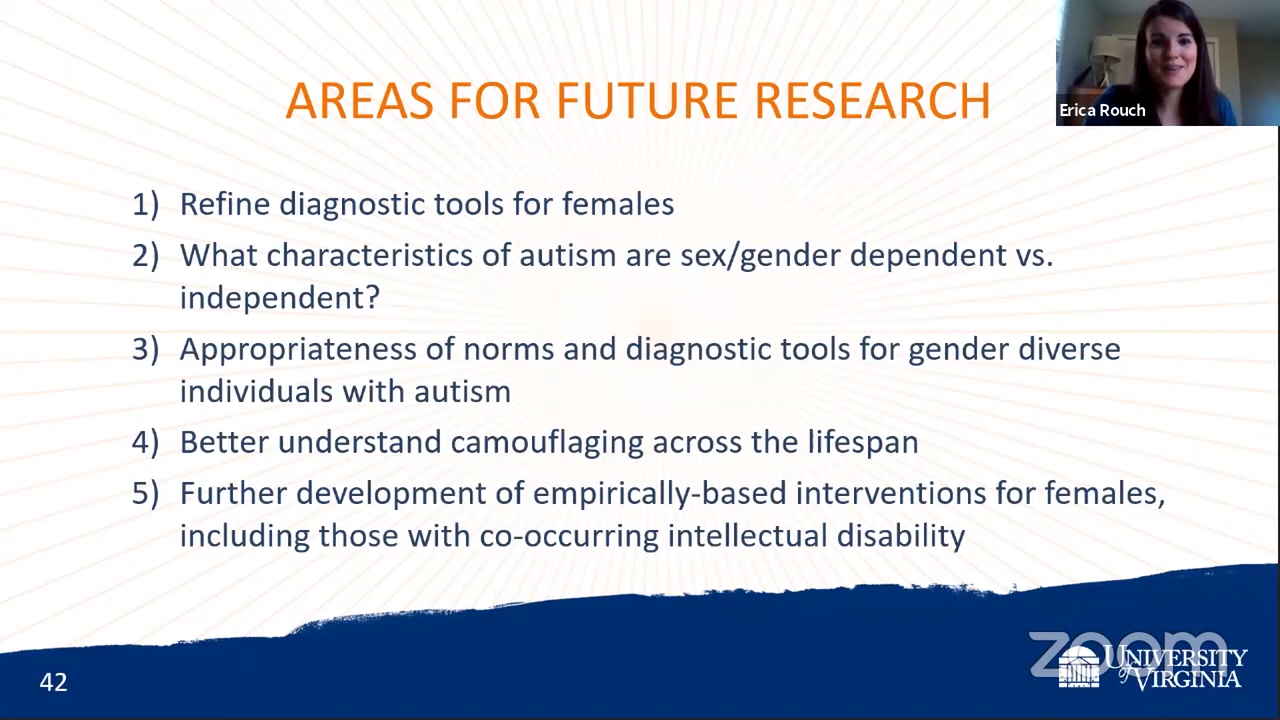 AREAS FOR FUTURE RESEARCH
Erica Rouch
1) Refine diagnostic tools for females
2) What characteristics of autism are sex/gender dependent vs.
independent?
3) Appropriateness of norms and diagnostic tools for gender diverse
individuals with autism
4) Better understand camouflaging across the lifespan
5) Further development of empirically-based interventions for females,
including those with co-occurring intellectual disability
42
zoom
UNIVERSITY
of VIRGINIA